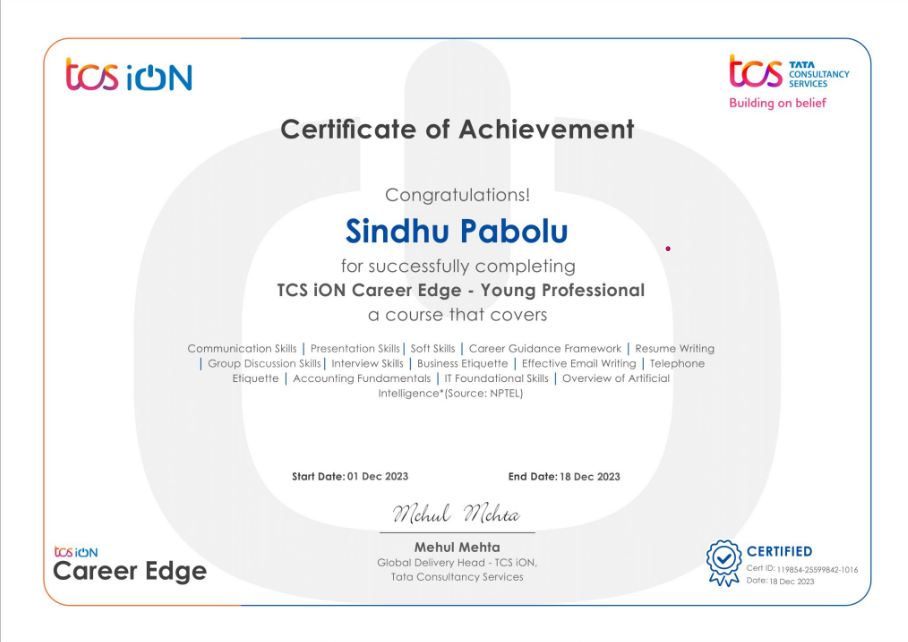 tcs iON
tcs TATA
CONSULTANCY
SERVICES
Building on belief
Certificate of Achievement
Congratulations!
Sindhu Pabolu
for successfully completing
TCS iON Career Edge - Young Professional
a course that covers
Communication Skills | Presentation Skills | Soft Skills | Career Guidance Framework | Resume Writing
| Group Discussion Skills | Interview Skills | Business Etiquette | Effective Email Writing | Telephone
Etiquette | Accounting Fundamentals | IT Foundational Skills | Overview of Artificial
Intelligence*(Source: NPTEL)
Start Date: 01 Dec 2023 End Date: 18 Dec 2023
Mehul Mehta
Mehul Mehta
Global Delivery Head - TCS iON,
Tata Consultancy Services
tcs iON
Career Edge
CERTIFIED
Cert ID: 119854-25599842-1016
Date: 18 Dec 2023